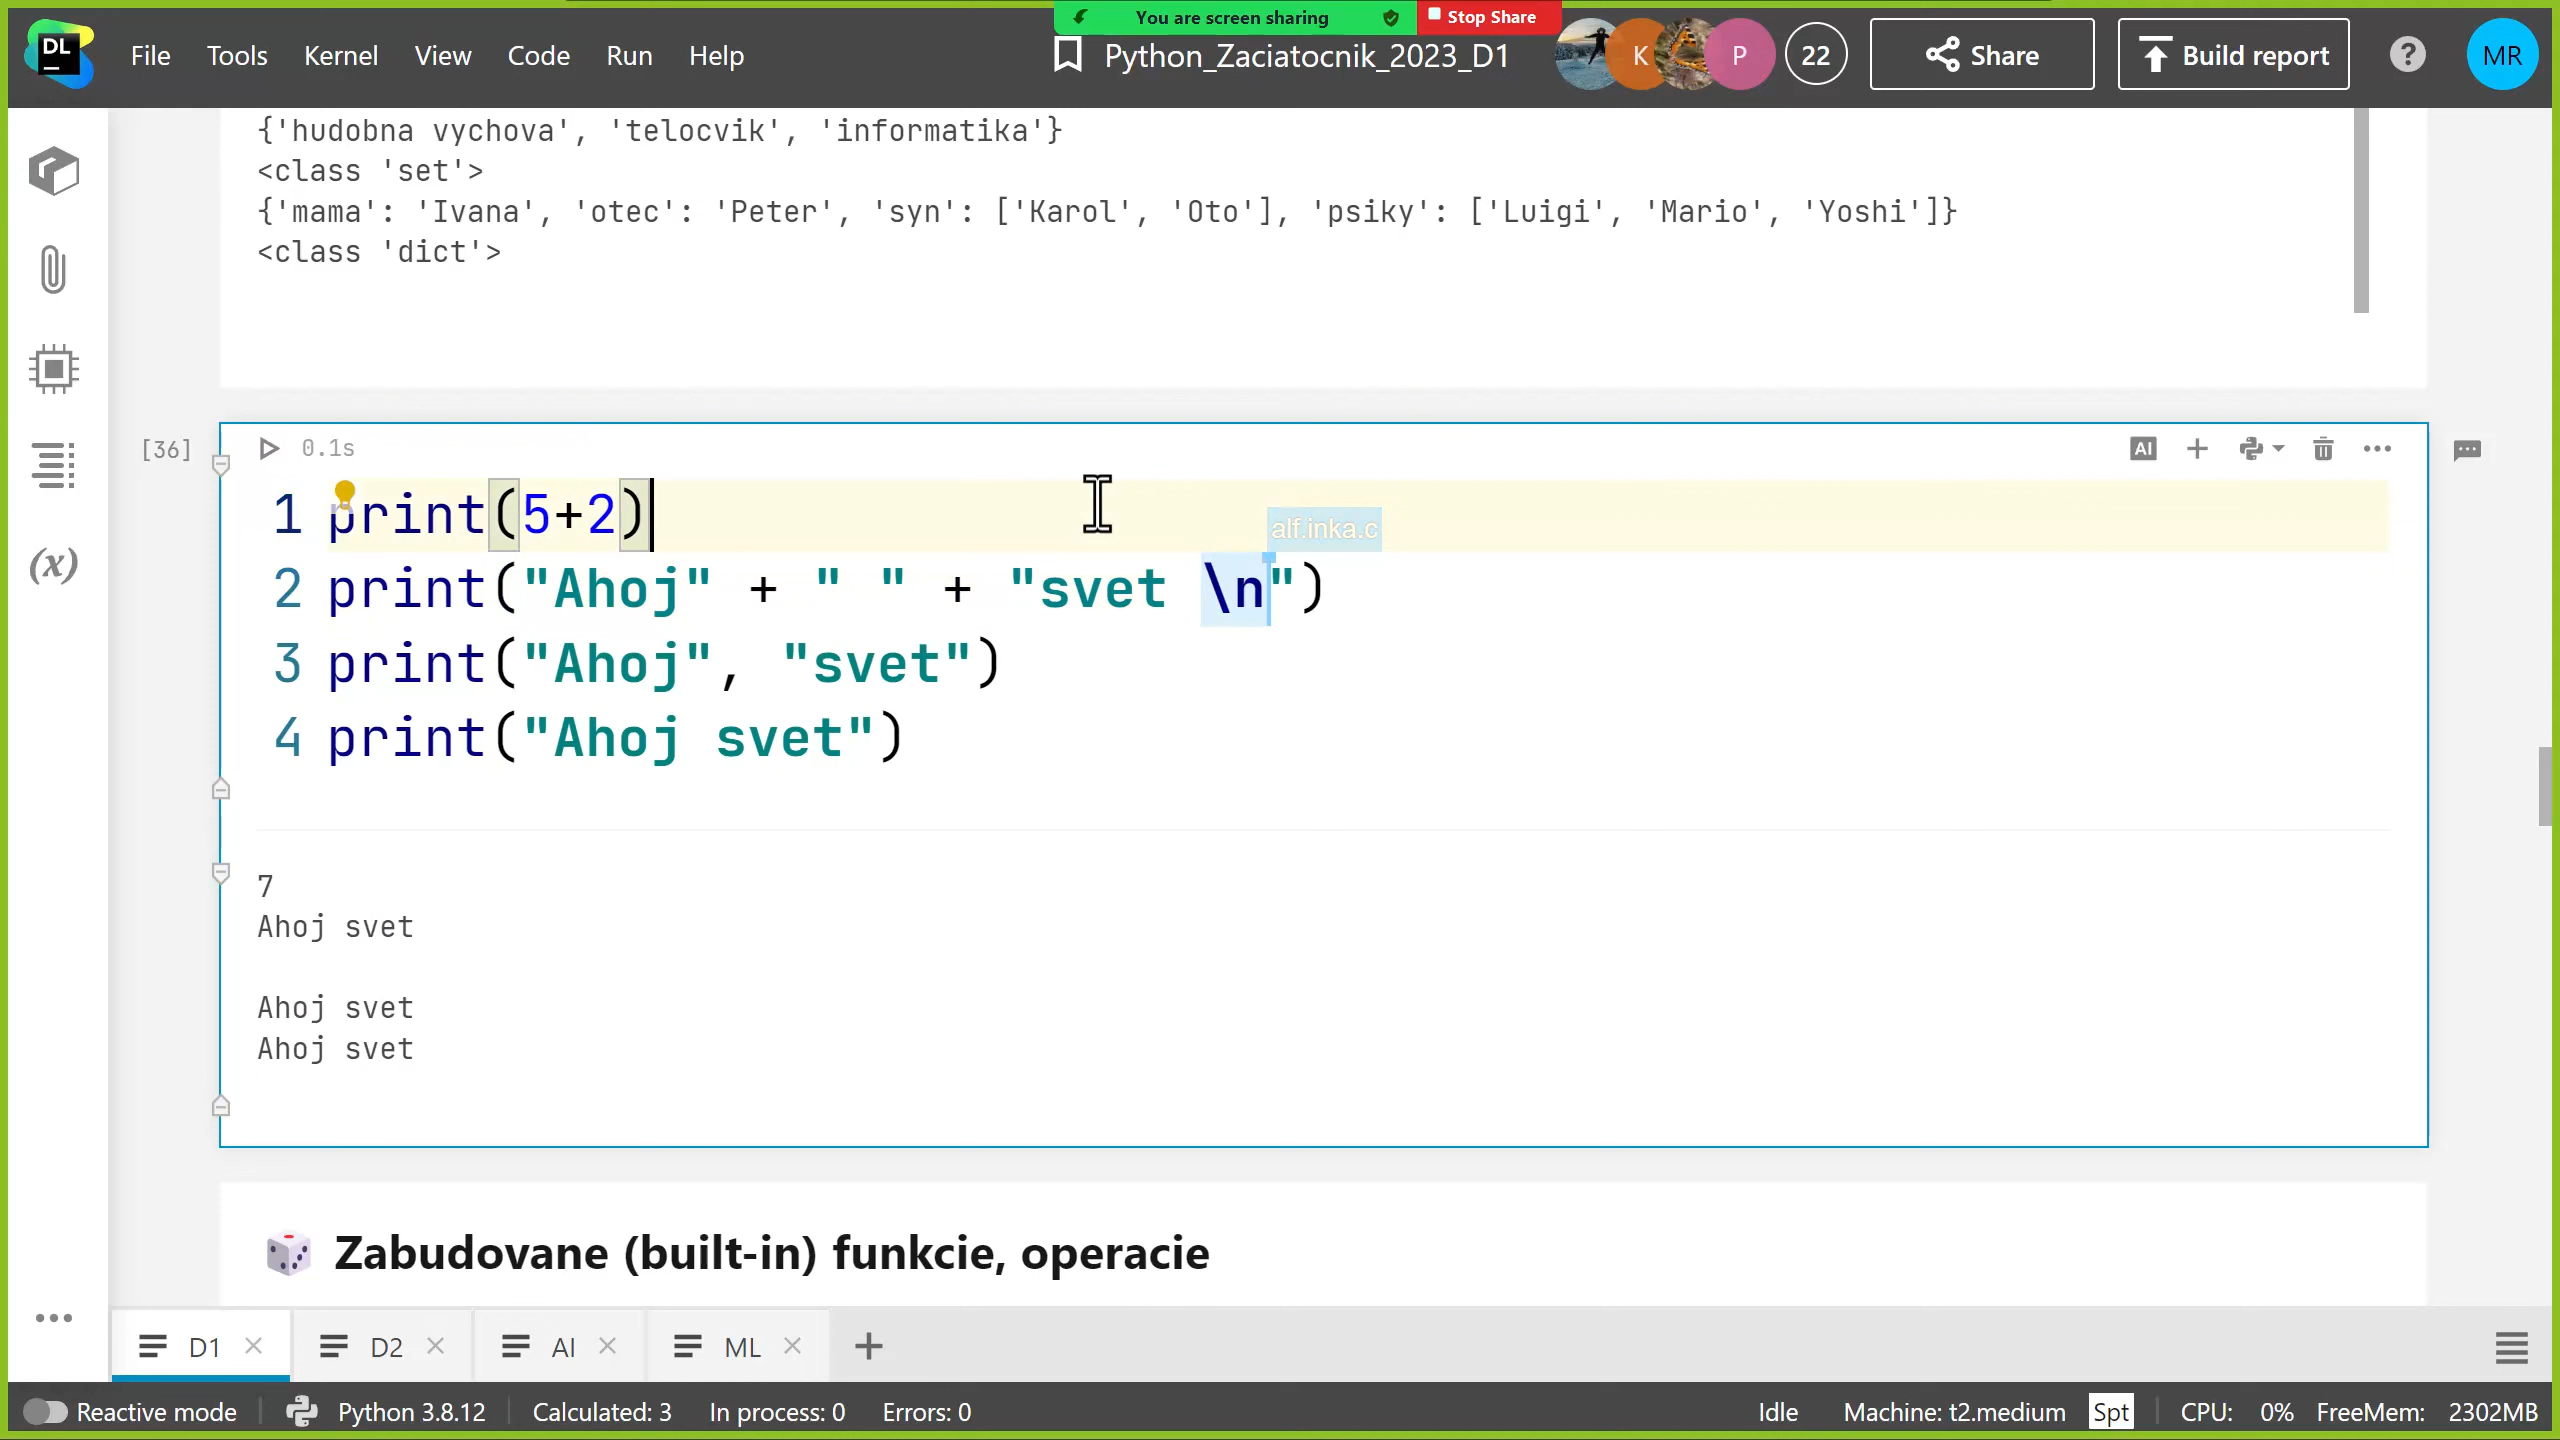 You are screen sharing Stop Share
DL File Tools Kernel View Code Run Help Python_Zaciatocnik_2023_D1 K P 22 Share Build report ? MR
{'hudobna vychova', 'telocvik', 'informatika'}
<class 'set'>
{'mama': 'Ivana', 'otec': 'Peter', 'syn': ['Karol', 'Oto'], 'psiky': ['Luigi', 'Mario', 'Yoshi']}
<class 'dict'>
(x)
[36] 0.1s AI
1 print(5+2)
alf.inka.c
2 print("Ahoj" + " " + "svet \n")
3 print("Ahoj", "svet")
4 print("Ahoj svet")
7
Ahoj svet
Ahoj svet
Ahoj svet
Zabudovane (built-in) funkcie, operacie
D1 D2 AI ML
Reactive mode Python 3.8.12 Calculated: 3 In process: 0 Errors: 0 Idle Machine: t2.medium Spt CPU: 0% FreeMem: 2302MB